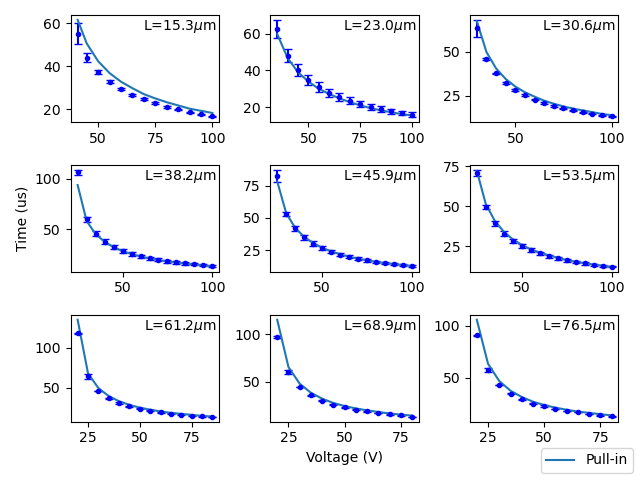 L=15.3μm
L=23.0μm
L=30.6μm
60
40
20
50 75 100
60
40
20
50 100
50
25
50 100
L=38.2μm
L=45.9μm
L=53.5μm
100
50
50 100
75
50
25
50 100
75
50
25
50 100
Time (us)
L=61.2μm
L=68.9μm
L=76.5μm
100
50
25 50 75
100
50
25 50 75
100
50
25 50 75
Voltage (V)
Pull-in